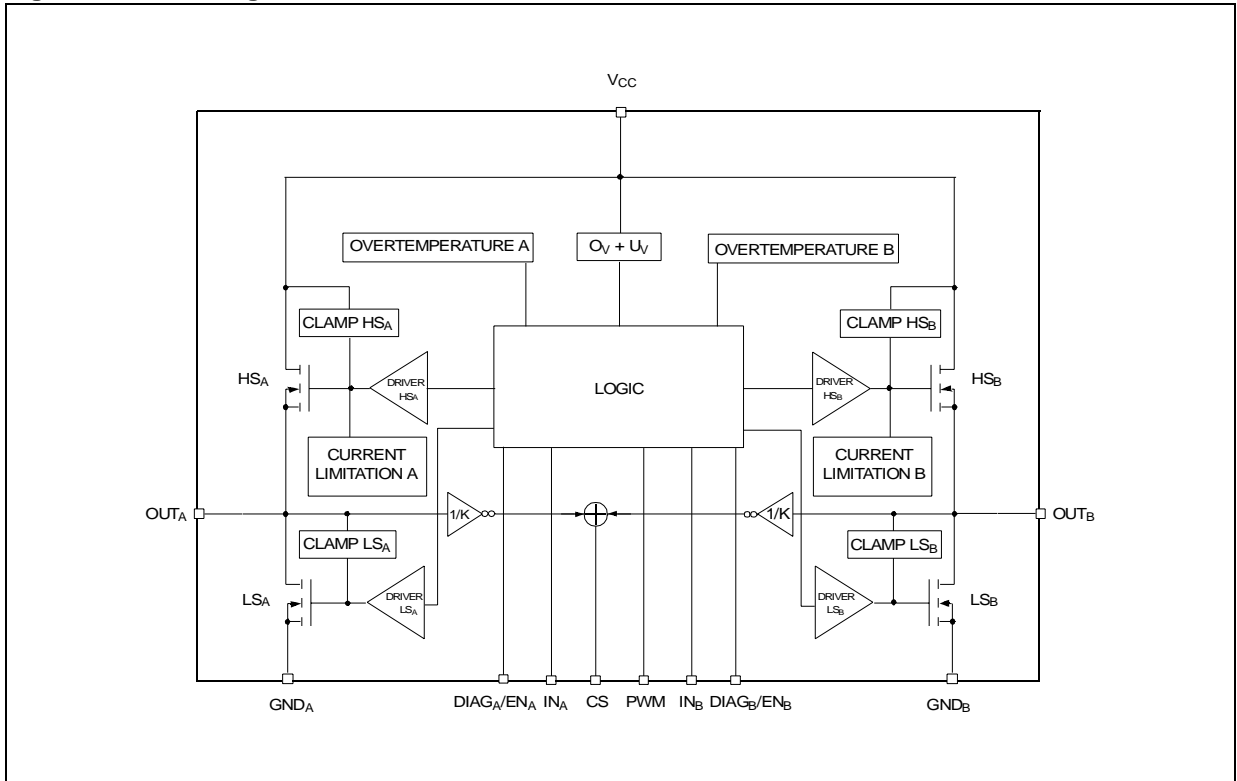 VCC
OVERTEMPERATURE A
OV + UV
OVERTEMPERATURE B
CLAMP HSA
CLAMP HSB
HSA
DRIVER
HSA
LOGIC
DRIVER
HSB
HSB
CURRENT
LIMITATION A
CURRENT
LIMITATION B
OUTA
1/K
1/K
OUTB
CLAMP LSA
CLAMP LSB
LSA
DRIVER
LSA
DRIVER
LSB
LSB
GNDA
DIAGA/ENA
INA
CS
PWM
INB
DIAGB/ENB
GNDB